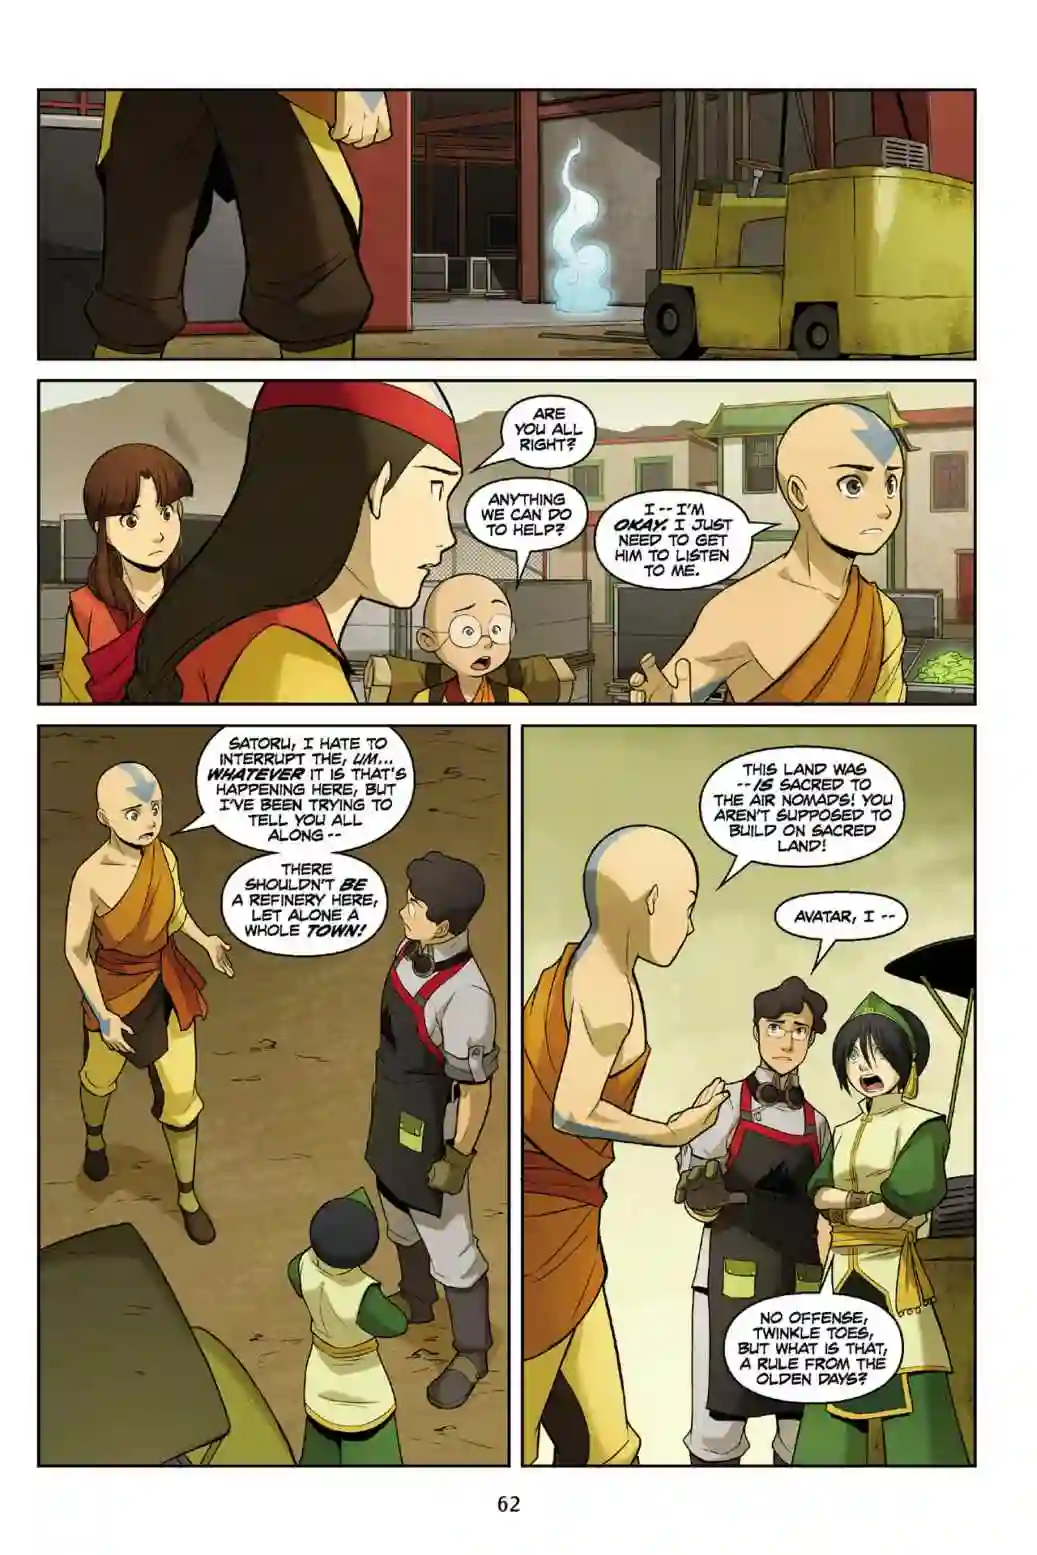 ARE
YOU ALL
RIGHT?
ANYTHING
WE CAN DO
TO HELP?
I -- I'M
OKAY. I JUST
NEED TO GET
HIM TO LISTEN
TO ME.
SATORU, I HATE TO
INTERRUPT THE, UM...
WHATEVER IT IS THAT'S
HAPPENING HERE, BUT
I'VE BEEN TRYING TO
TELL YOU ALL
ALONG --
THERE
SHOULDN'T BE
A REFINERY HERE,
LET ALONE A
WHOLE TOWN!
THIS LAND WAS
-- IS SACRED TO
THE AIR NOMADS! YOU
AREN'T SUPPOSED TO
BUILD ON SACRED
LAND!
AVATAR, I --
NO OFFENSE,
TWINKLE TOES,
BUT WHAT IS THAT,
A RULE FROM THE
OLDEN DAYS?
62